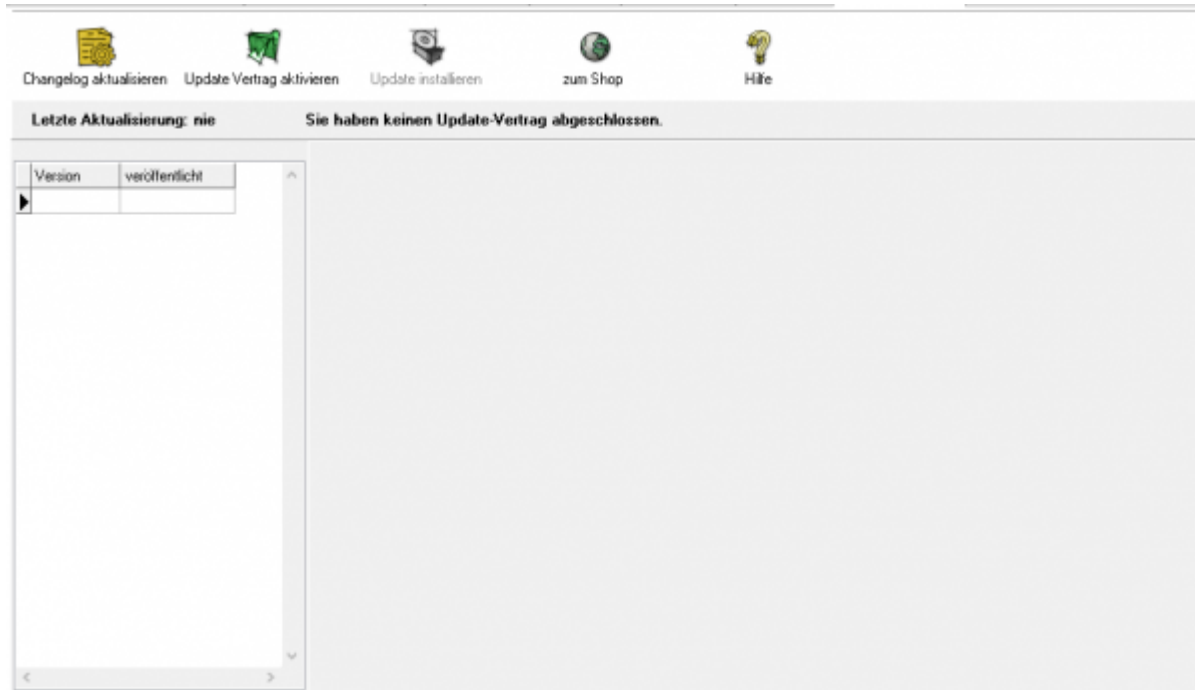 Changelog aktualisieren Update Vertrag aktivieren Update installieren zum Shop Hilfe
Letzte Aktualisierung: nie Sie haben keinen Update-Vertrag abgeschlossen.
Version veröffentlicht